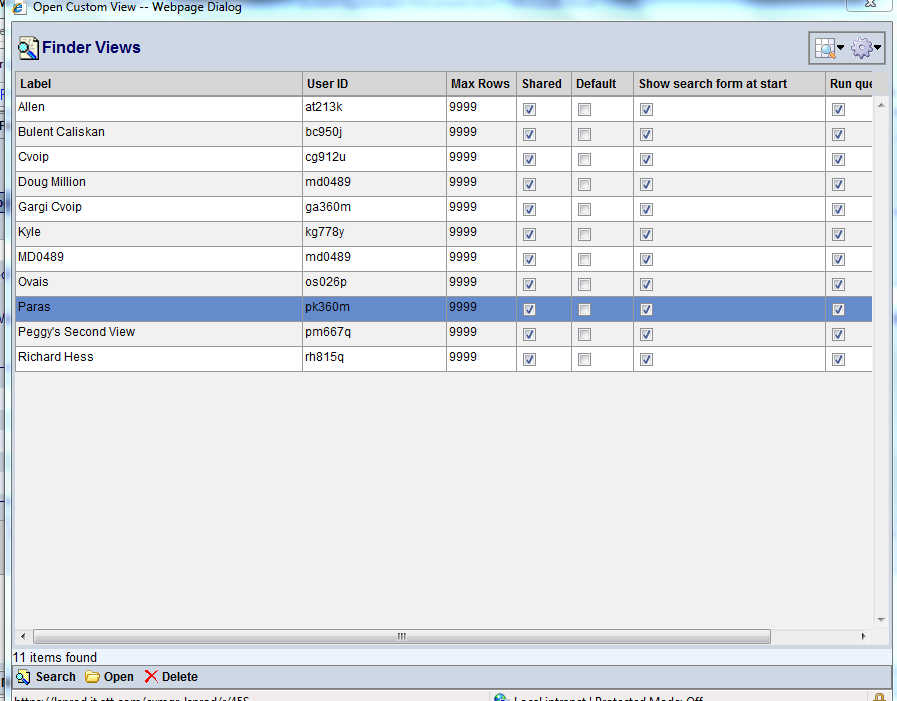 Open Custom View -- Webpage Dialog
Finder Views
Label User ID Max Rows Shared Default Show search form at start Run que
Allen at213k 9999
Bulent Caliskan bc950j 9999
Cvoip cg912u 9999
Doug Million md0489 9999
Gargi Cvoip ga360m 9999
Kyle kg778y 9999
MD0489 md0489 9999
Ovais os026p 9999
Paras pk360m 9999
Peggy's Second View pm667q 9999
Richard Hess rh815q 9999
11 items found
Search Open Delete
Local intranet | Protected Mode: Off